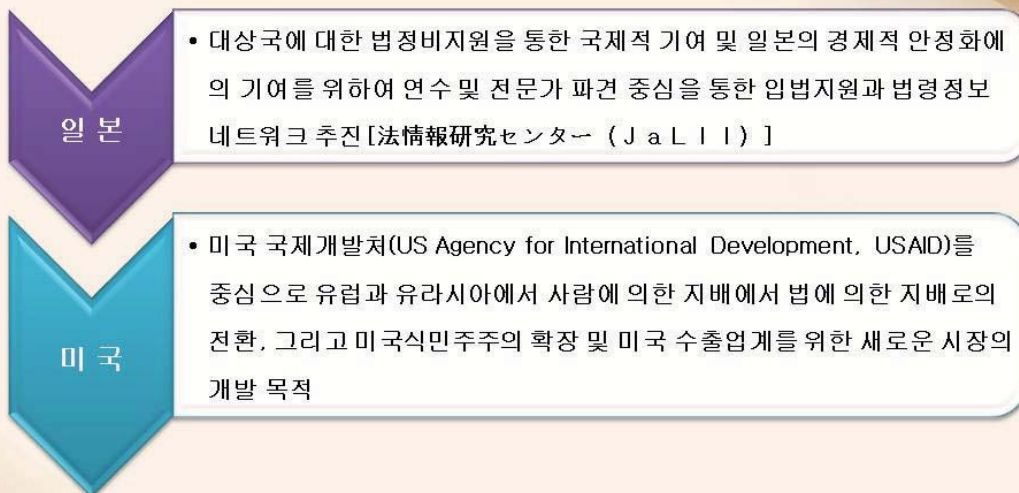 일 본
• 대상국에 대한 법정비지원을 통한 국제적 기여 및 일본의 경제적 안정화에
의 기여를 위하여 연수 및 전문가 파견 중심을 통한 입법지원과 법령정보
네트워크 추진 [法情報研究センター (ＪａＬＩＩ) ]
미 국
• 미국 국제개발처(US Agency for International Development, USAID)를
중심으로 유럽과 유라시아에서 사람에 의한 지배에서 법에 의한 지배로의
전환, 그리고 미국식민주주의 확장 및 미국 수출업계를 위한 새로운 시장의
개발 목적